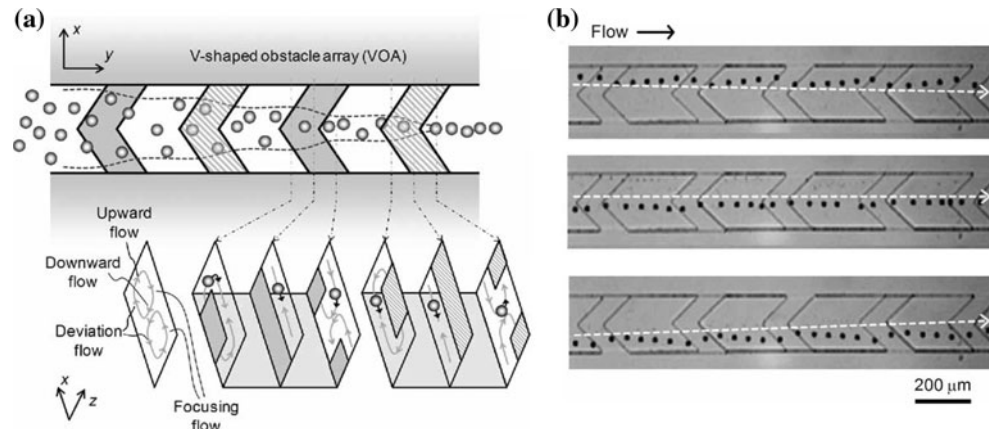 (a)
x
y
V-shaped obstacle array (VOA)
Upward
flow
Downward
flow
Deviation
flow
x
z
Focusing
flow
(b)
Flow
200 μm